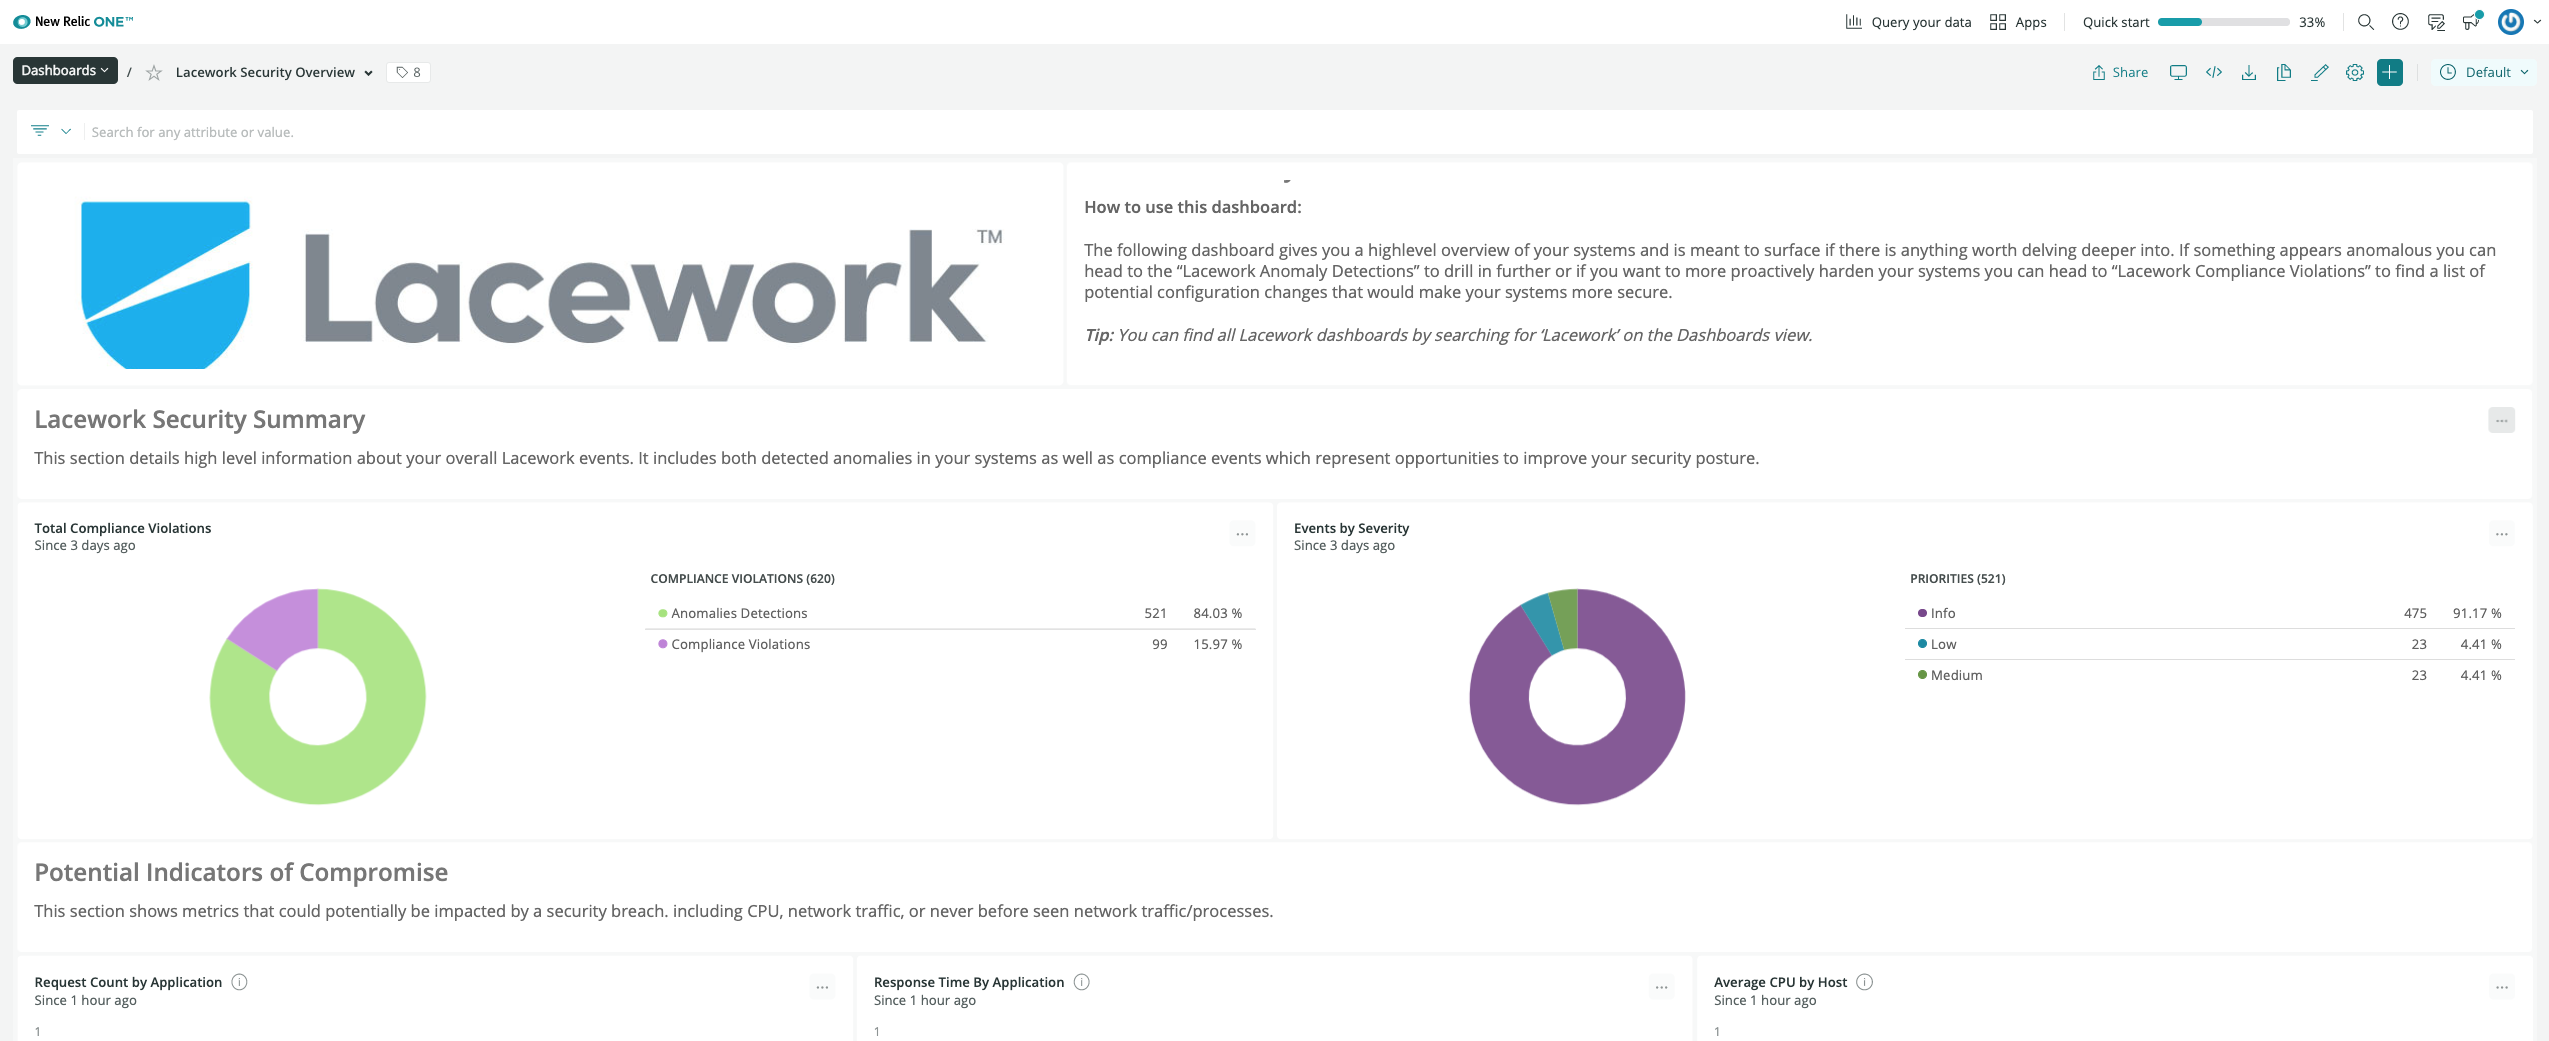 New Relic ONE™
Query your data
Apps
Quick start
33%
Dashboards
/
Lacework Security Overview
8
Share
Default
Search for any attribute or value.
Lacework™
How to use this dashboard:
The following dashboard gives you a highlevel overview of your systems and is meant to surface if there is anything worth delving deeper into. If something appears anomalous you can
head to the “Lacework Anomaly Detections” to drill in further or if you want to more proactively harden your systems you can head to “Lacework Compliance Violations” to find a list of
potential configuration changes that would make your systems more secure.
Tip: You can find all Lacework dashboards by searching for ‘Lacework’ on the Dashboards view.
Lacework Security Summary
This section details high level information about your overall Lacework events. It includes both detected anomalies in your systems as well as compliance events which represent opportunities to improve your security posture.
Total Compliance Violations
Since 3 days ago
COMPLIANCE VIOLATIONS (620)
Anomalies Detections 521 84.03 %
Compliance Violations 99 15.97 %
Events by Severity
Since 3 days ago
PRIORITIES (521)
Info 475 91.17 %
Low 23 4.41 %
Medium 23 4.41 %
Potential Indicators of Compromise
This section shows metrics that could potentially be impacted by a security breach. including CPU, network traffic, or never before seen network traffic/processes.
Request Count by Application
Since 1 hour ago
1
Response Time By Application
Since 1 hour ago
1
Average CPU by Host
Since 1 hour ago
1